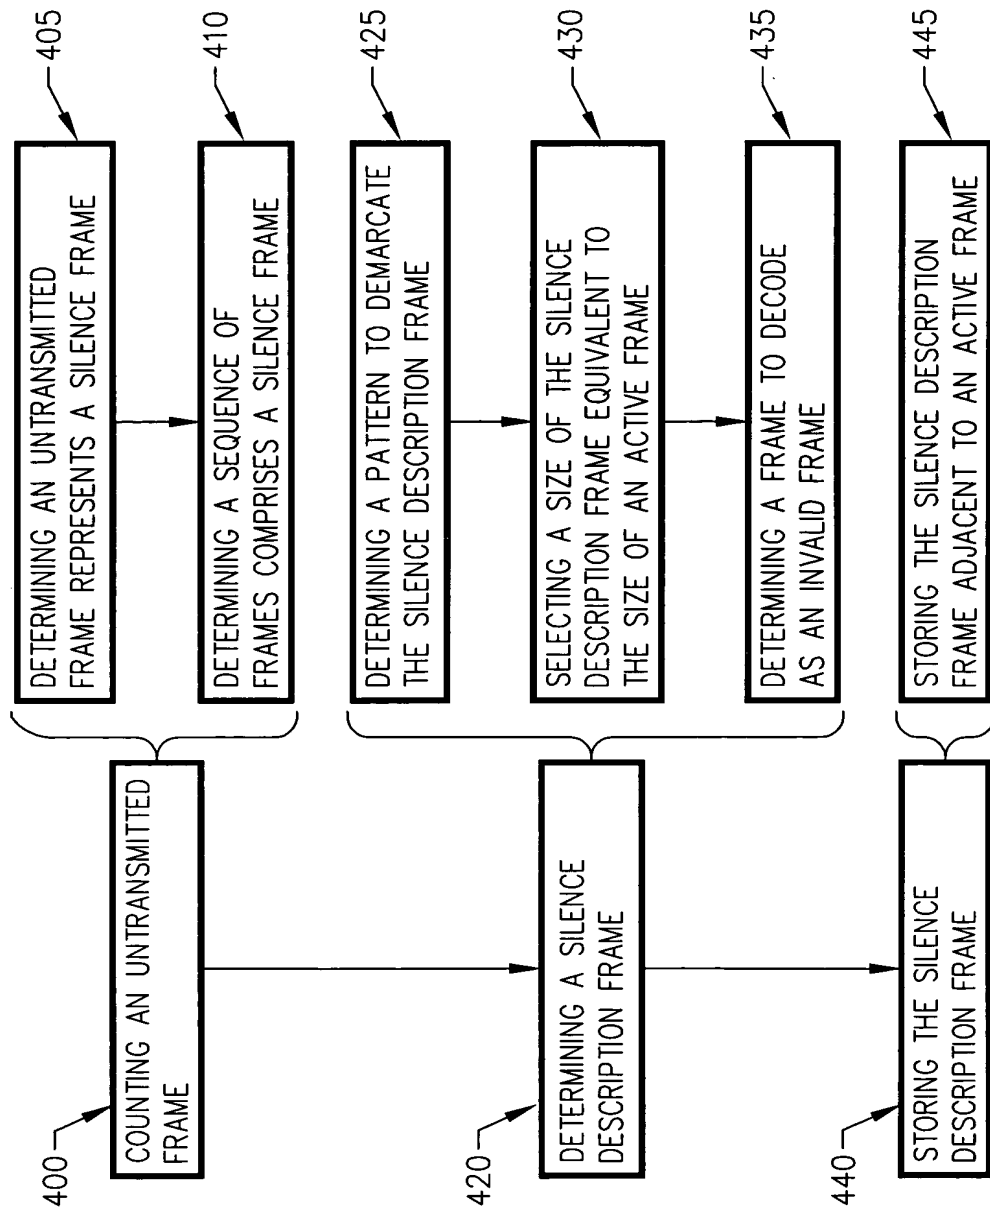 400
COUNTING AN UNTRANSMITTED
FRAME
DETERMINING AN UNTRANSMITTED
FRAME REPRESENTS A SILENCE FRAME
405
DETERMINING A SEQUENCE OF
FRAMES COMPRISES A SILENCE FRAME
410
420
DETERMINING A SILENCE
DESCRIPTION FRAME
DETERMINING A PATTERN TO DEMARCATE
THE SILENCE DESCRIPTION FRAME
425
SELECTING A SIZE OF THE SILENCE
DESCRIPTION FRAME EQUIVALENT TO
THE SIZE OF AN ACTIVE FRAME
430
DETERMINING A FRAME TO DECODE
AS AN INVALID FRAME
435
440
STORING THE SILENCE
DESCRIPTION FRAME
STORING THE SILENCE DESCRIPTION
FRAME ADJACENT TO AN ACTIVE FRAME
445